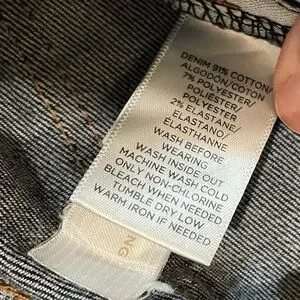 DENIM 91% COTTON/
ALGODÓN/COTON
7% POLYESTER/
POLIÉSTER/
POLYESTER
2% ELASTANE/
ELASTANO/
ÉLASTHANNE
WASH BEFORE
WEARING
WASH INSIDE OUT
MACHINE WASH COLD
ONLY NON-CHLORINE
BLEACH WHEN NEEDED
TUMBLE DRY LOW
WARM IRON IF NEEDED
NG